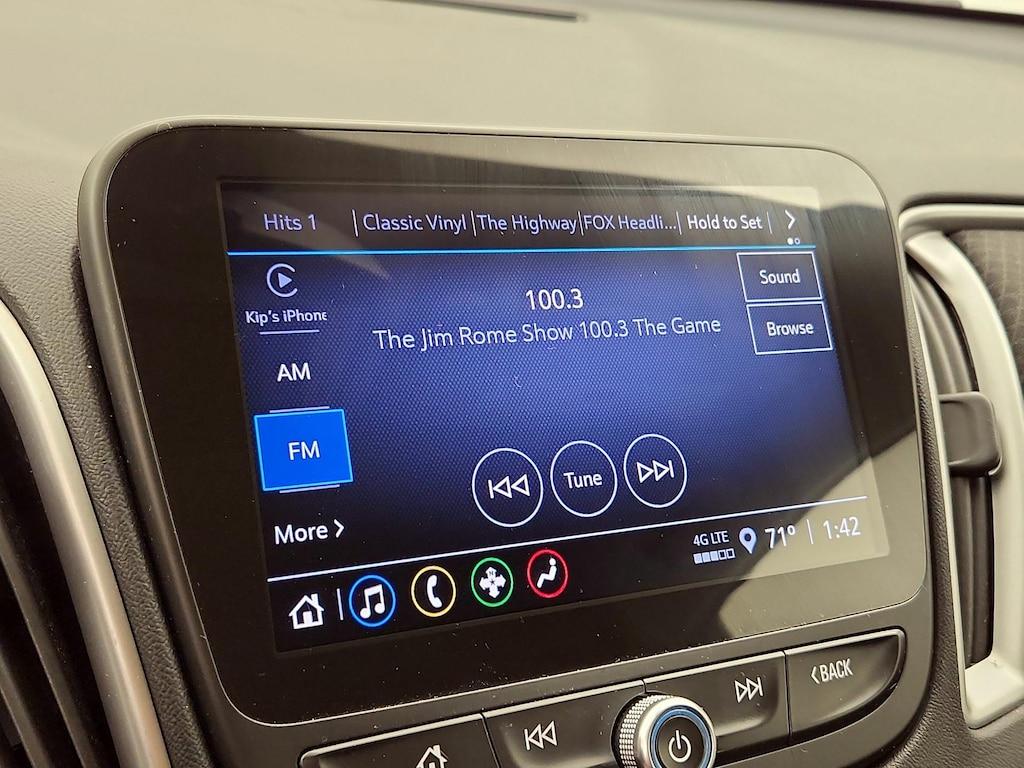 Hits 1
Classic Vinyl
The Highway
FOX Headli...
Hold to Set
Kip's iPhone
100.3
The Jim Rome Show 100.3 The Game
Sound
Browse
AM
FM
Tune
More
4G LTE
71°
1:42
BACK